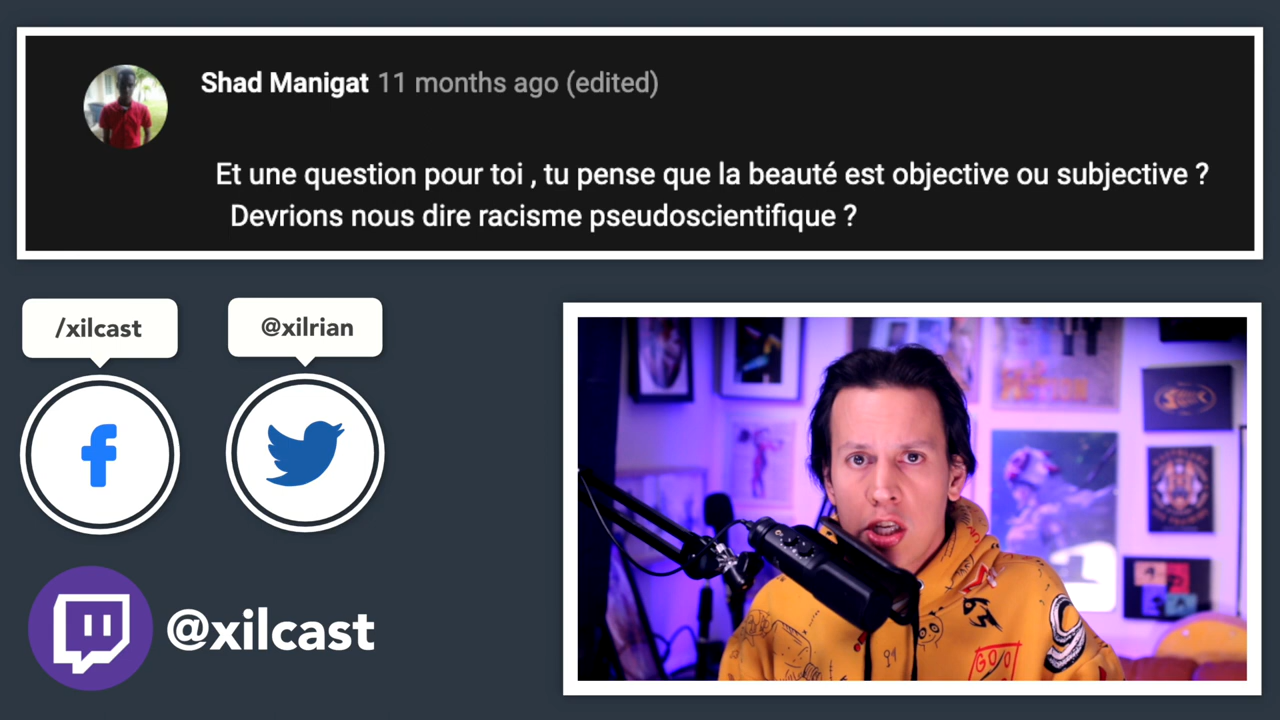 Shad Manigat 11 months ago (edited)
Et une question pour toi , tu pense que la beauté est objective ou subjective ?
Devrions nous dire racisme pseudoscientifique ?
/xilcast
@xilrian
@xilcast